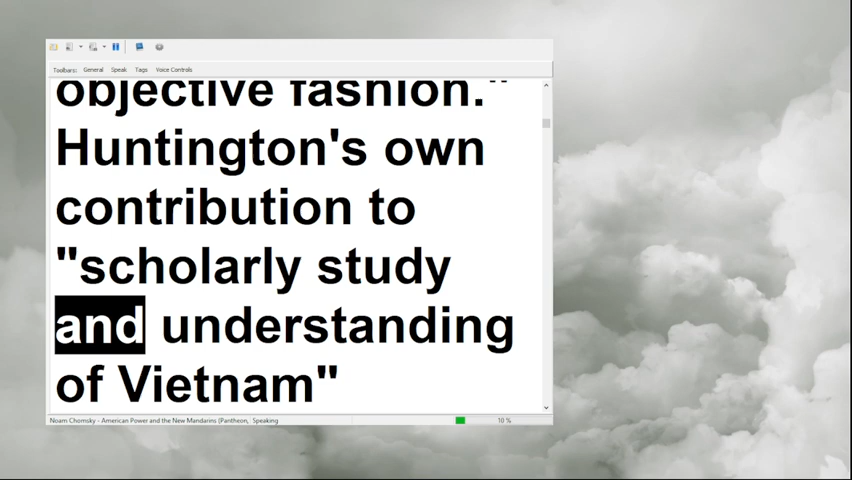 Toolbars: General Speak Tags Voice Controls
objective fashion."
Huntington's own
contribution to
"scholarly study
and understanding
of Vietnam"
Noam Chomsky - American Power and the New Mandarins (Pantheon, Speaking 10 %